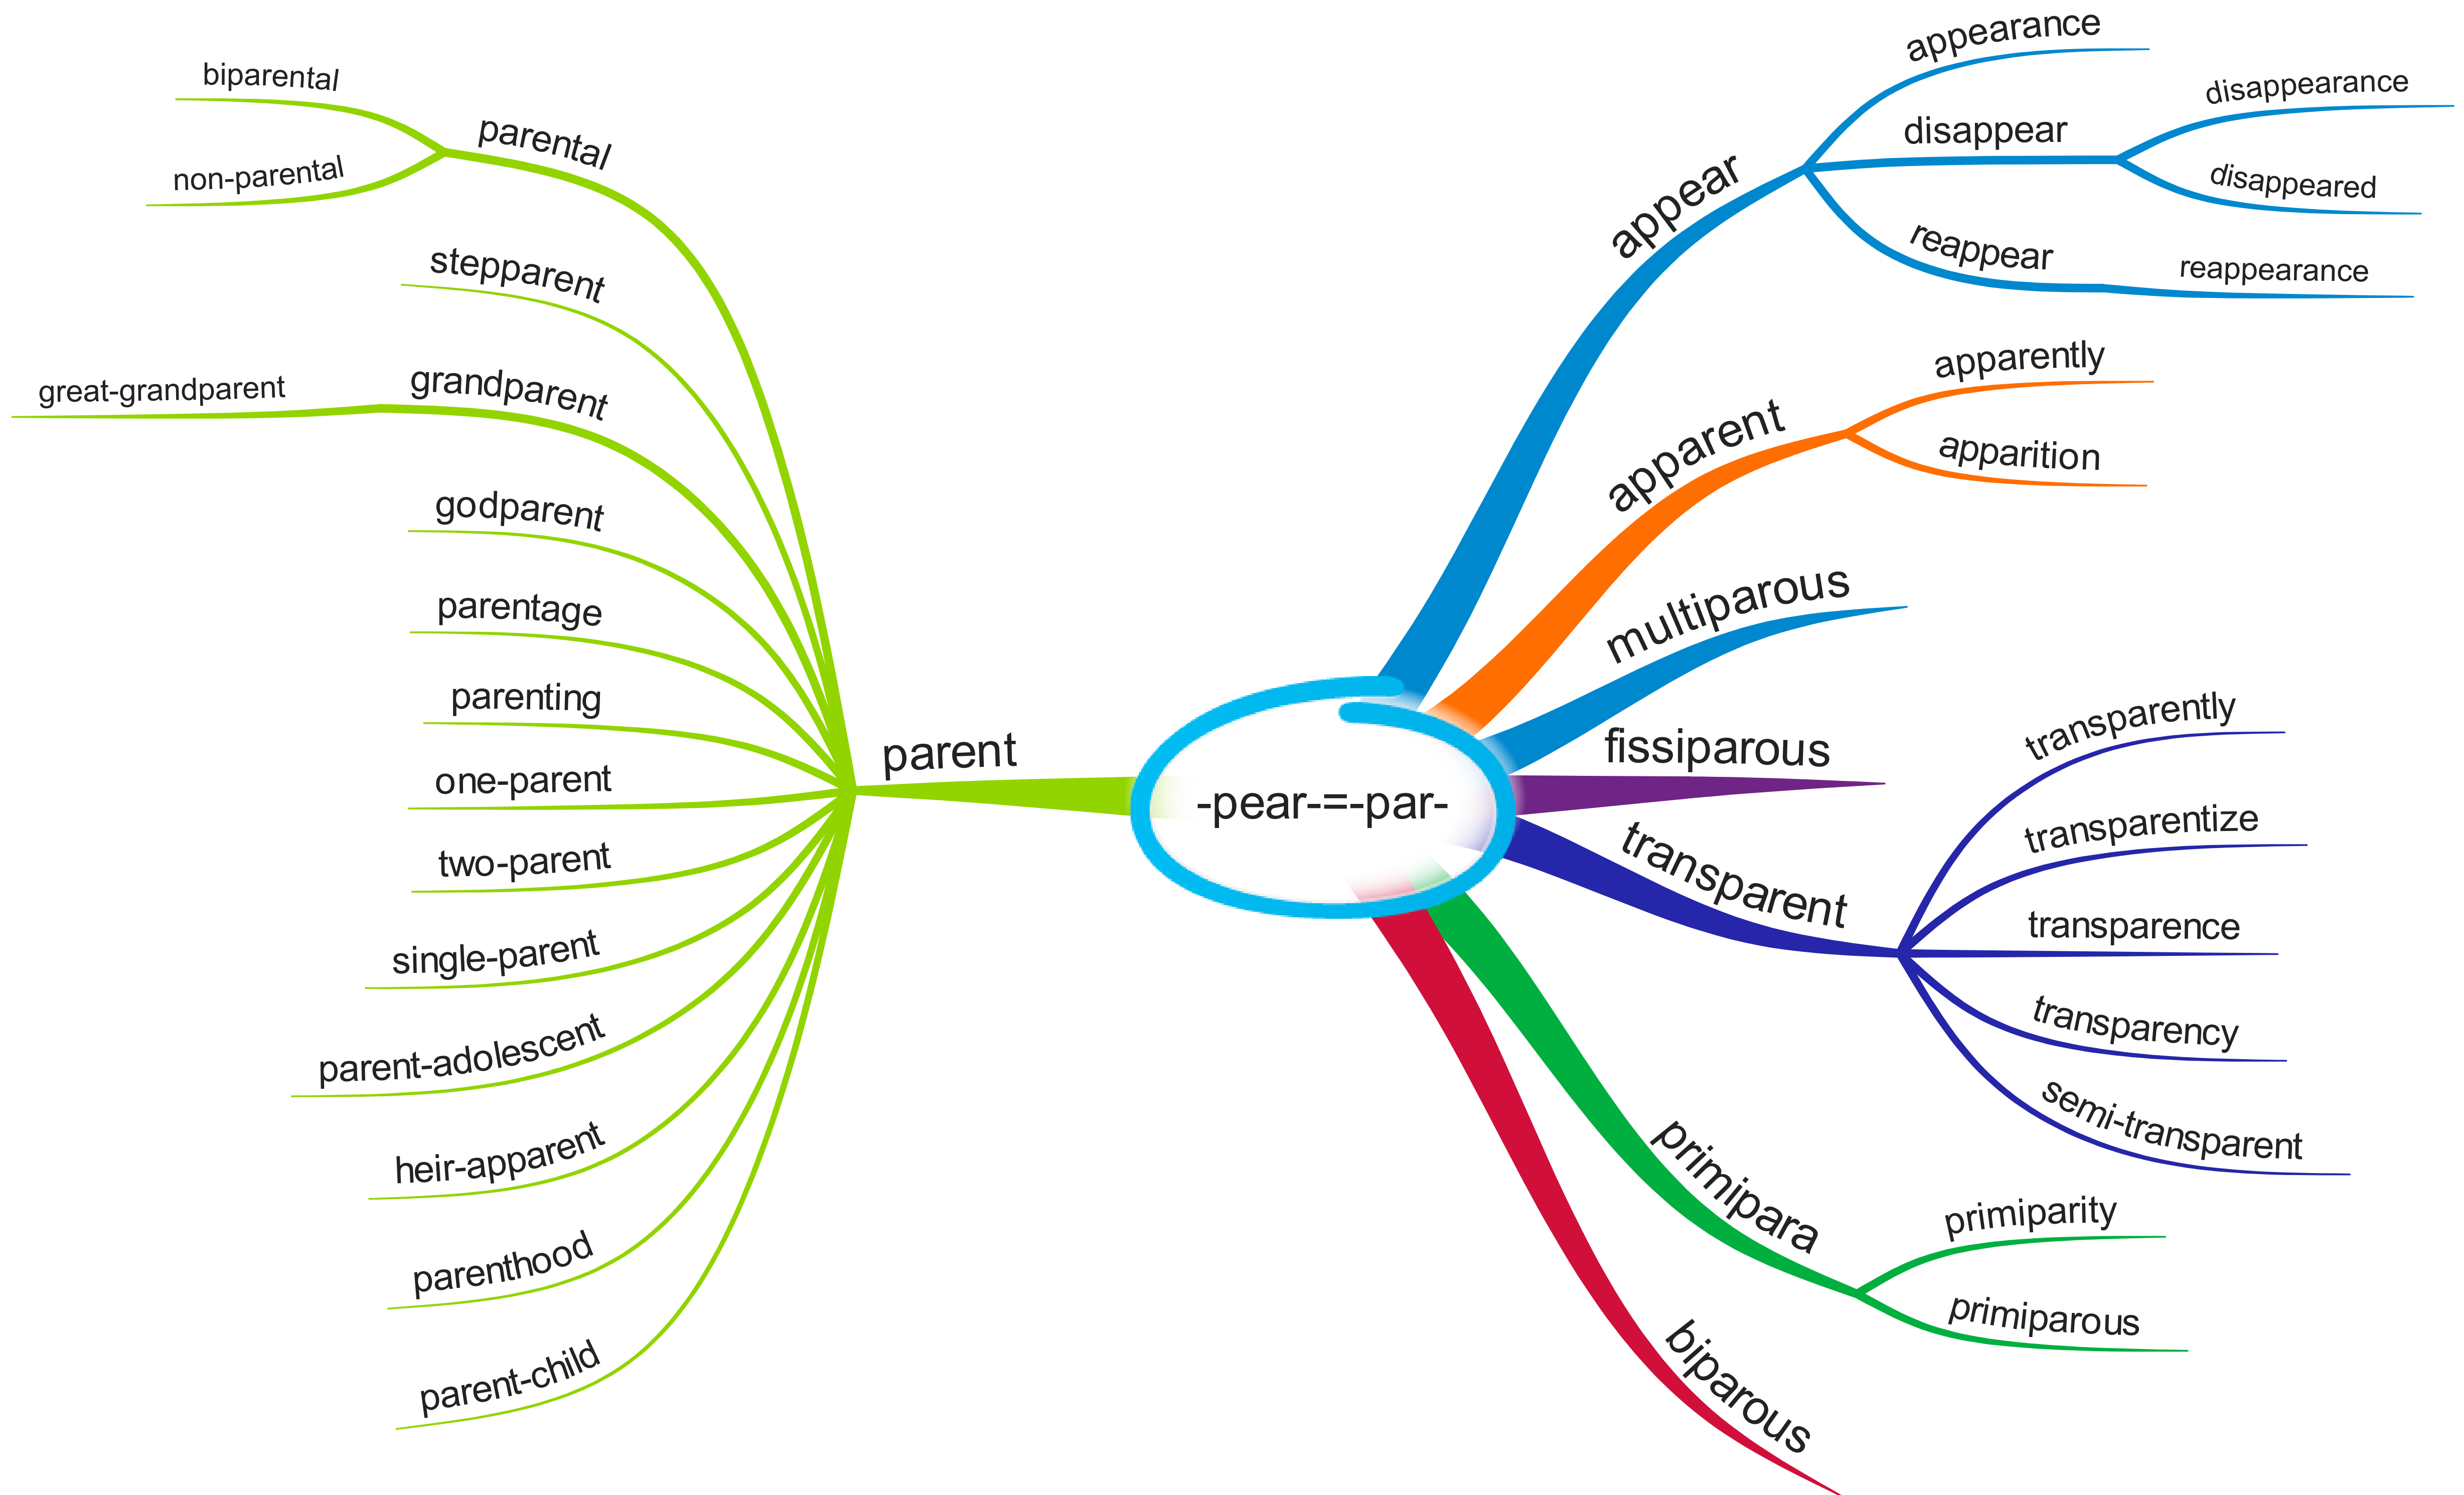 -pear-=-par-
appear
appearance
disappear
disappearance
disappeared
reappear
reappearance
apparent
apparently
apparition
multiparous
fissiparous
transparent
transparently
transparentize
transparence
transparency
semi-transparent
primipara
primiparity
primiparous
biparous
parent
parental
biparental
non-parental
stepparent
grandparent
great-grandparent
godparent
parentage
parenting
one-parent
two-parent
single-parent
parent-adolescent
heir-apparent
parenthood
parent-child